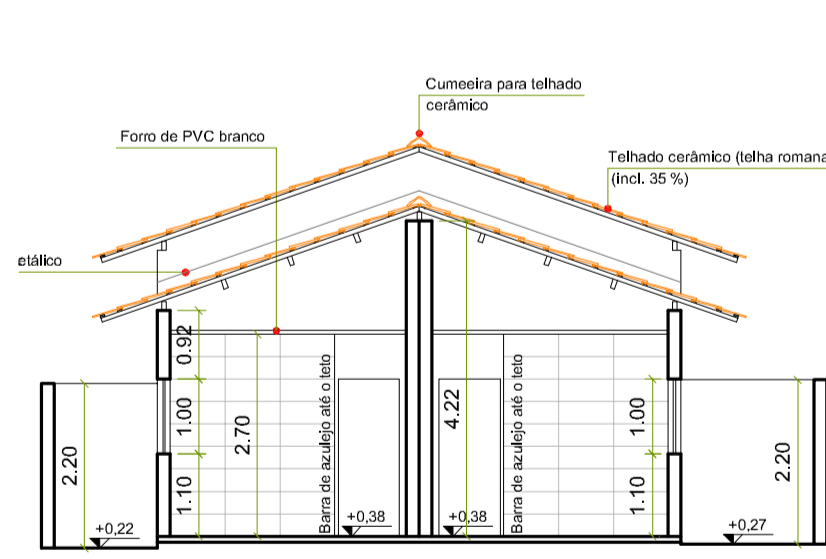 Cumeeira para telhado
cerâmico
Forro de PVC branco
Telhado cerâmico (telha romana
(incl. 35 %)
etálico
0.92
1.00
1.10
2.70
2.20
Barra de azulejo até o teto
4.22
Barra de azulejo até o teto
1.00
1.10
2.20
+0,22
+0,38
+0,38
+0,27